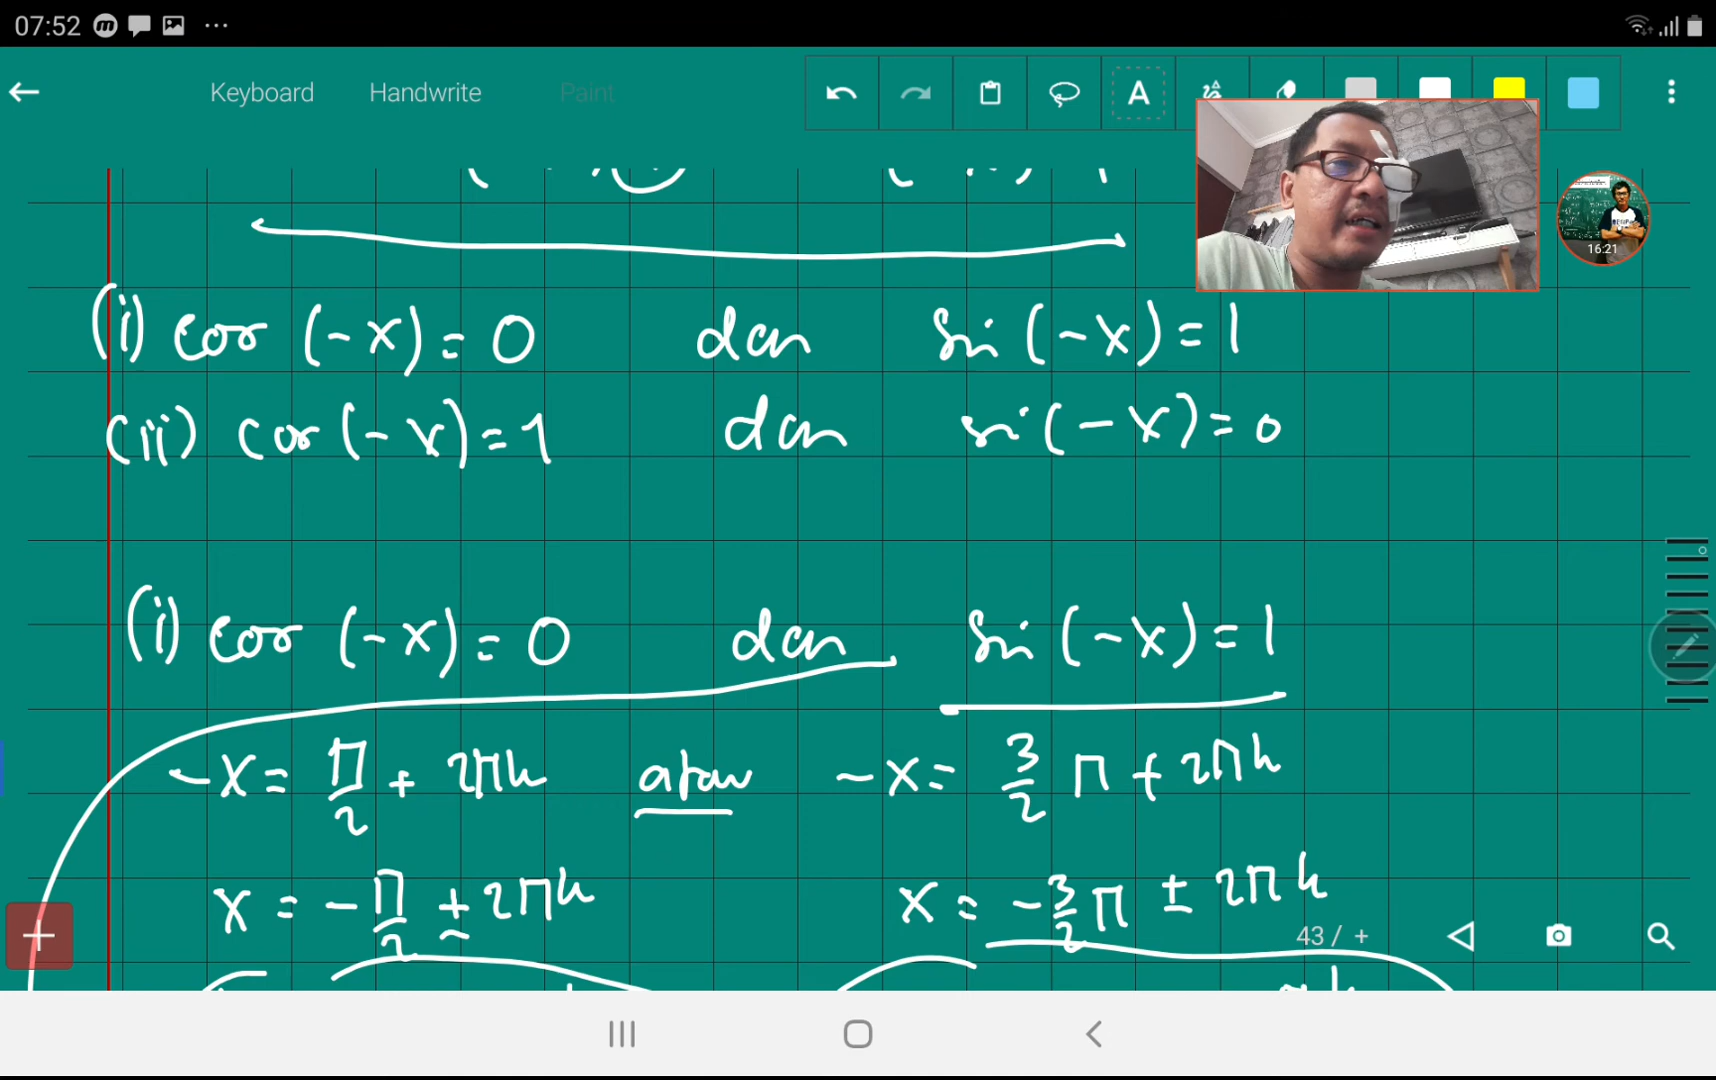 07:52
Keyboard Handwrite Paint A
(i) cos (-x) = 0 dan sin (-x) = 1
16:21
(ii) cos (-x) = 1 dan sin (-x) = 0
(i) cos (-x) = 0 dan sin (-x) = 1
-x = π/2 + 2πk atau -x = 3/2 π + 2πk
x = -π/2 ± 2πk x = -3/2 π ± 2πk
43 / +